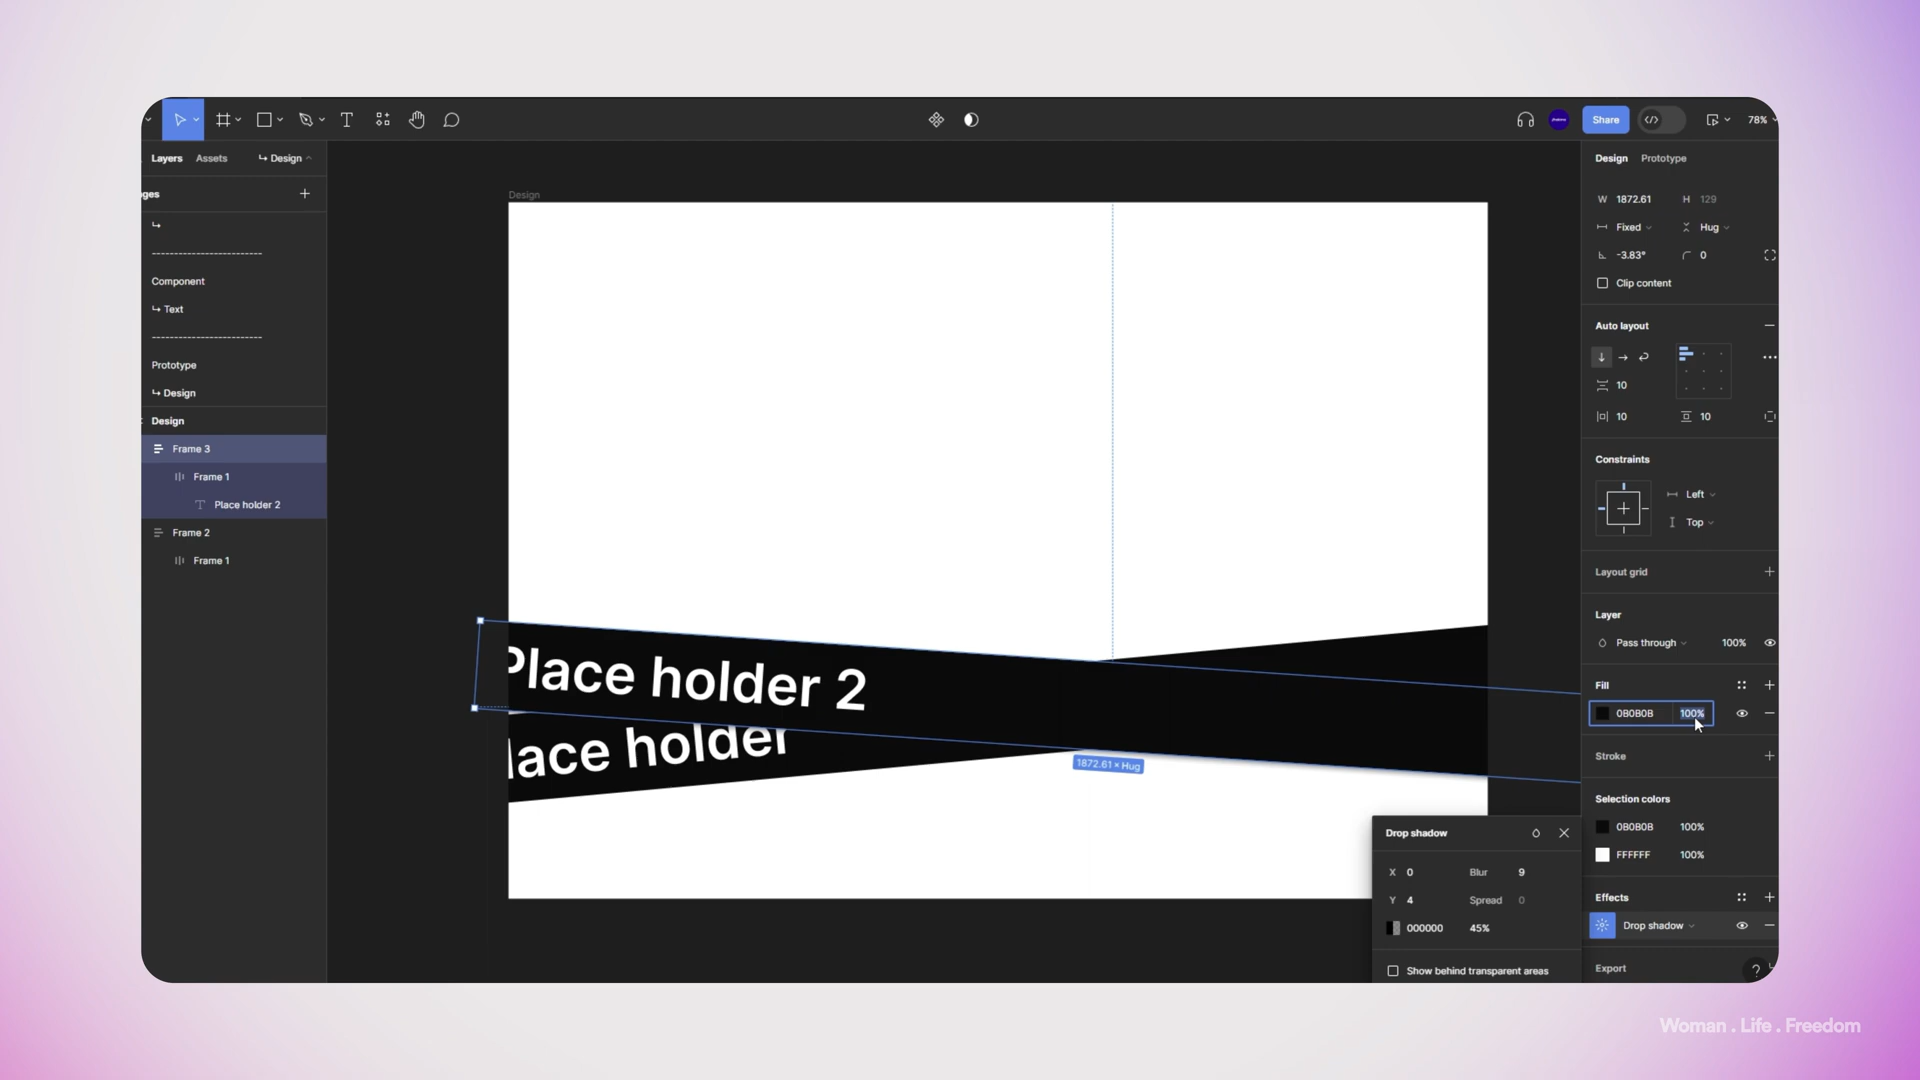 Share
78%
Layers Assets Design
ges
Design
Design Prototype
W 1872.61 H 129
Fixed Hug
-3.83° 0
Clip content
-------------------------
Component
Text
-------------------------
Prototype
Design
Design
Frame 3
Frame 1
Place holder 2
Frame 2
Frame 1
Place holder 2
lace holder
1872.61 × Hug
Auto layout
10
10 10
Constraints
Left
Top
Layout grid
Layer
Pass through 100%
Fill
0B0B0B 100%
Stroke
Selection colors
0B0B0B 100%
FFFFFF 100%
Effects
Drop shadow
Export
?
Drop shadow
X 0 Blur 9
Y 4 Spread 0
000000 45%
Show behind transparent areas
Woman . Life . Freedom